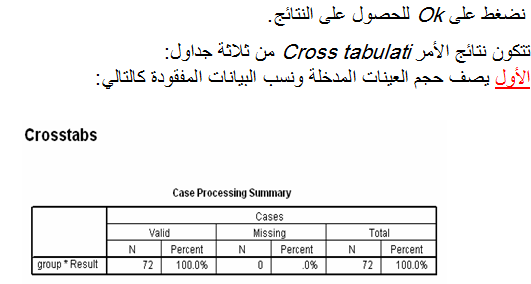 نضغط على Ok للحصول على النتائج.
تتكون نتائج الأمر Cross tabulati من ثلاثة جداول:
الأول يصف حجم العينات المدخلة ونسب البيانات المفقودة كالتالي:
Crosstabs
Case Processing Summary
Cases
Valid Missing Total
N Percent N Percent N Percent
group * Result 72 100.0% 0 .0% 72 100.0%